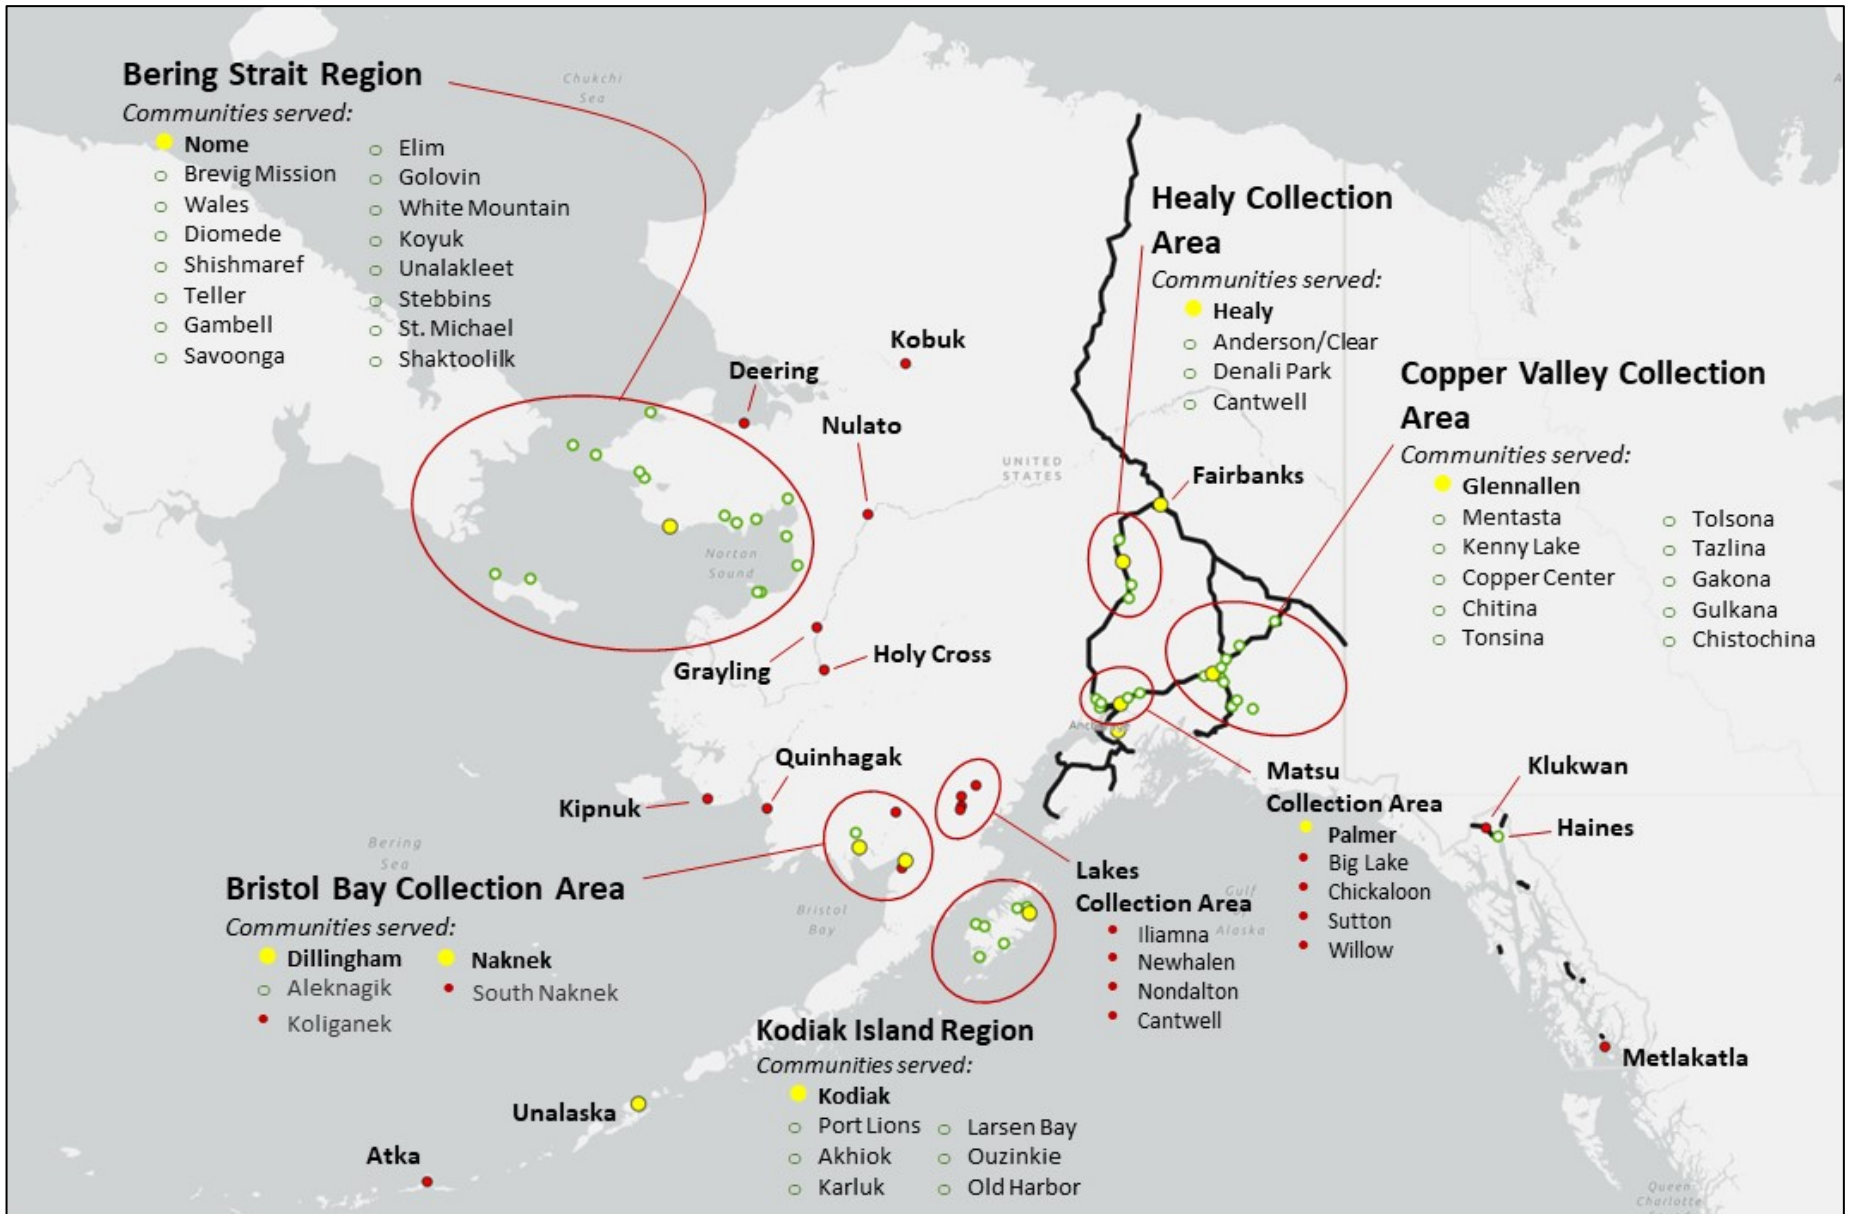 Chukchi
Sea
Bering Strait Region
Communities served:
Nome
Brevig Mission
Wales
Diomede
Shishmaref
Teller
Gambell
Savoonga
Elim
Golovin
White Mountain
Koyuk
Unalakleet
Stebbins
St. Michael
Shaktoolilk
Healy Collection
Area
Communities served:
Healy
Anderson/Clear
Denali Park
Cantwell
Copper Valley Collection
Area
Communities served:
Glennallen
Mentasta
Kenny Lake
Copper Center
Chitina
Tonsina
Tolsona
Tazlina
Gakona
Gulkana
Chistochina
Kobuk
Deering
Nulato
UNITED
STATES
Fairbanks
Norton
Sound
Grayling
Holy Cross
Quinhagak
Kipnuk
Bering
Sea
Bristol Bay Collection Area
Communities served:
Dillingham
Aleknagik
Koliganek
Naknek
South Naknek
Bristol
Bay
Lakes
Collection Area
Iliamna
Newhalen
Nondalton
Cantwell
Gulf
Alaska
Matsu
Collection Area
Palmer
Big Lake
Chickaloon
Sutton
Willow
Klukwan
Haines
Metlakatla
Kodiak Island Region
Communities served:
Kodiak
Port Lions
Akhiok
Karluk
Larsen Bay
Ouzinkie
Old Harbor
Unalaska
Atka
Queen
Charlotte